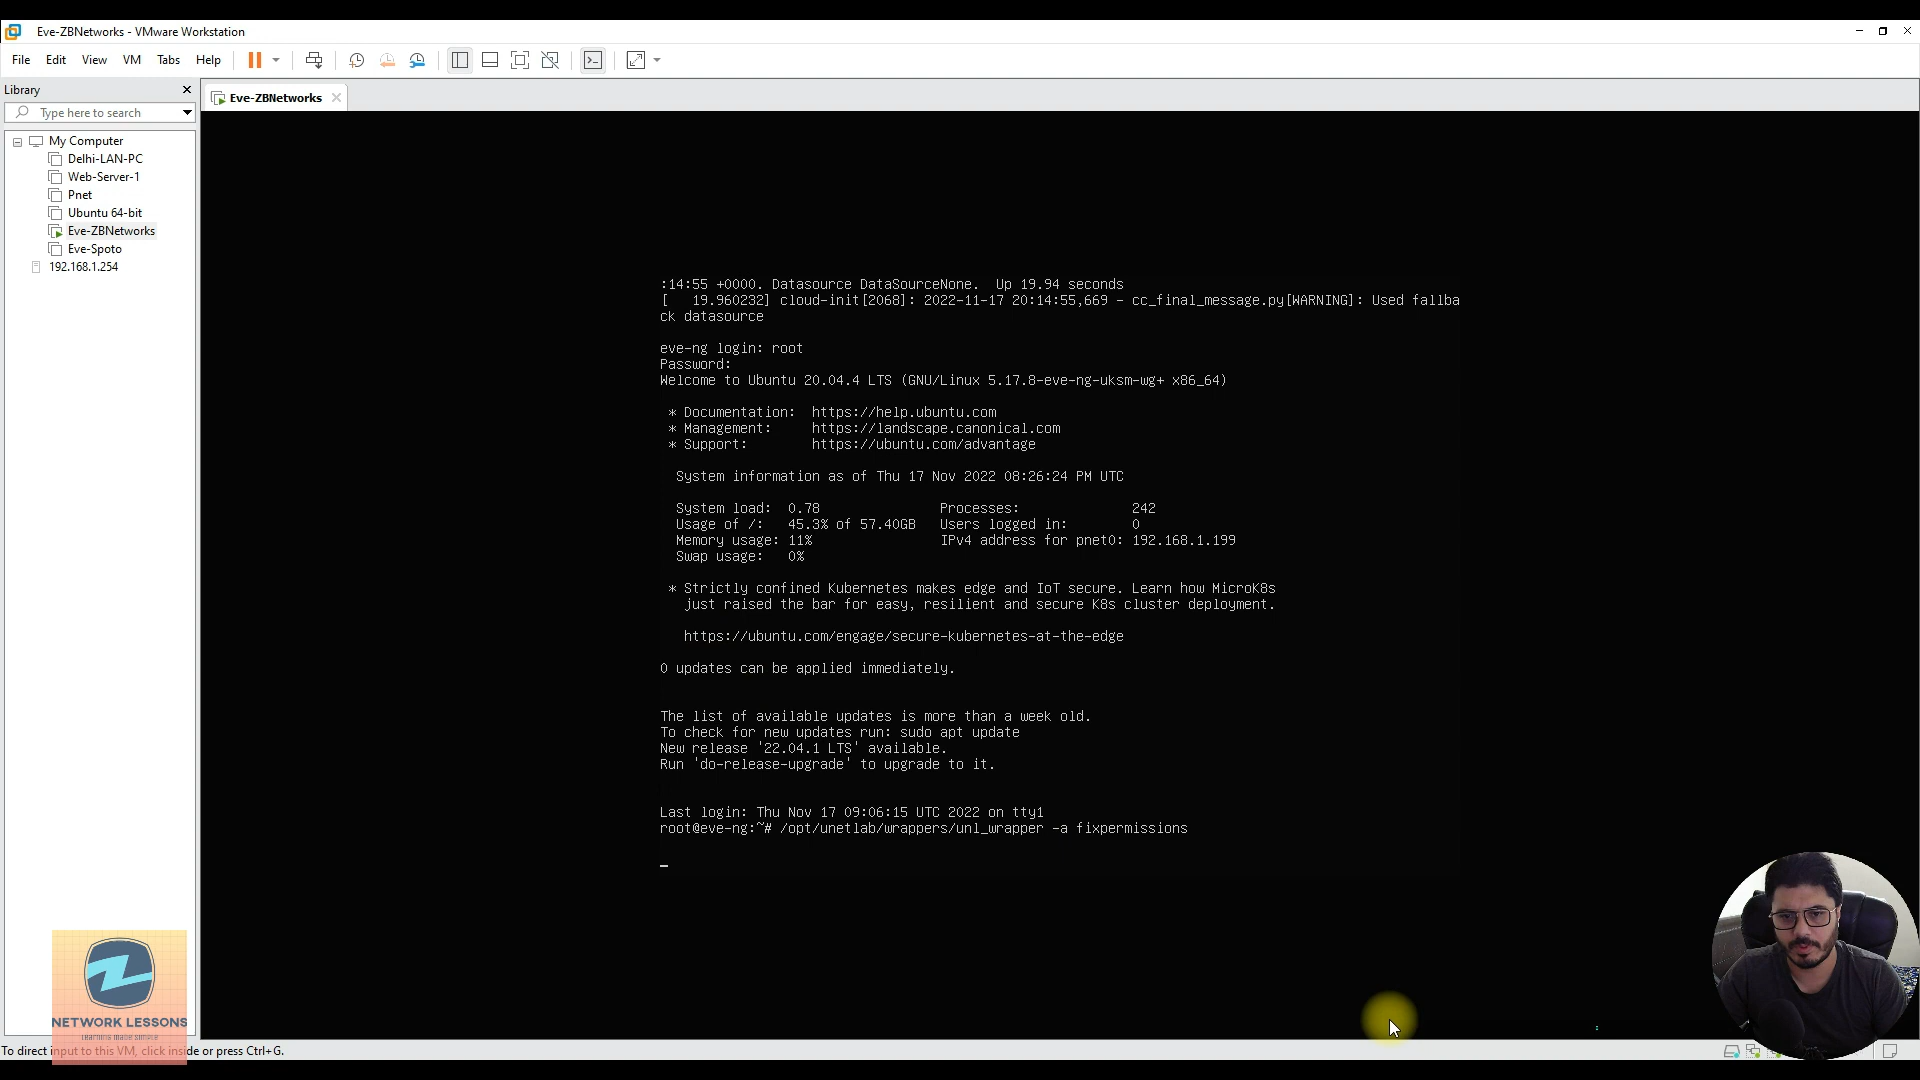 Eve-ZBNetworks - VMware Workstation
File Edit View VM Tabs Help
Library
Type here to search
My Computer
Delhi-LAN-PC
Web-Server-1
Pnet
Ubuntu 64-bit
Eve-ZBNetworks
Eve-Spoto
192.168.1.254
Eve-ZBNetworks
:14:55 +0000. Datasource DataSourceNone.  Up 19.94 seconds
[   19.960232] cloud-init[2068]: 2022-11-17 20:14:55,669 - cc_final_message.py[WARNING]: Used fallba
ck datasource
eve-ng login: root
Password:
Welcome to Ubuntu 20.04.4 LTS (GNU/Linux 5.17.8-eve-ng-uksm-wg+ x86_64)
* Documentation:  https://help.ubuntu.com
* Management:     https://landscape.canonical.com
* Support:        https://ubuntu.com/advantage
System information as of Thu 17 Nov 2022 08:26:24 PM UTC
System load:  0.78               Processes:              242
Usage of /:   45.3% of 57.40GB   Users logged in:        0
Memory usage: 11%                IPv4 address for pnet0: 192.168.1.199
Swap usage:   0%
* Strictly confined Kubernetes makes edge and IoT secure. Learn how MicroK8s
just raised the bar for easy, resilient and secure K8s cluster deployment.
https://ubuntu.com/engage/secure-kubernetes-at-the-edge
0 updates can be applied immediately.
The list of available updates is more than a week old.
To check for new updates run: sudo apt update
New release '22.04.1 LTS' available.
Run 'do-release-upgrade' to upgrade to it.
Last login: Thu Nov 17 09:06:15 UTC 2022 on tty1
root@eve-ng:~# /opt/unetlab/wrappers/unl_wrapper -a fixpermissions
NETWORK LESSONS
Learning made simple
To direct input to this VM, click inside or press Ctrl+G.